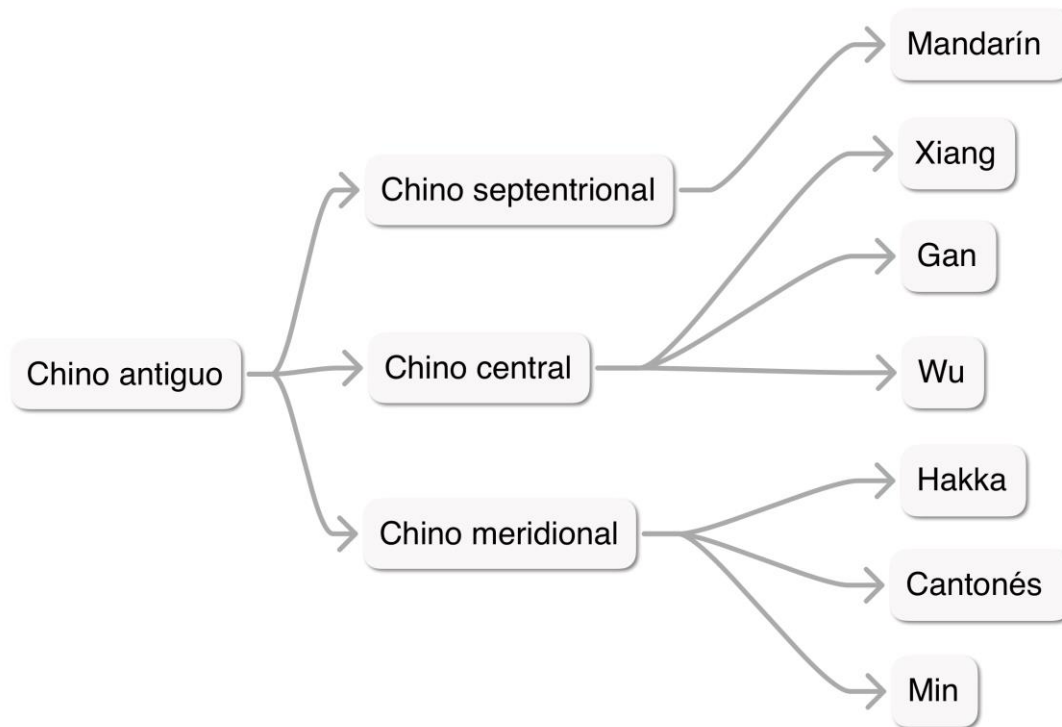 Chino antiguo
Chino septentrional
Chino central
Chino meridional
Mandarín
Xiang
Gan
Wu
Hakka
Cantonés
Min